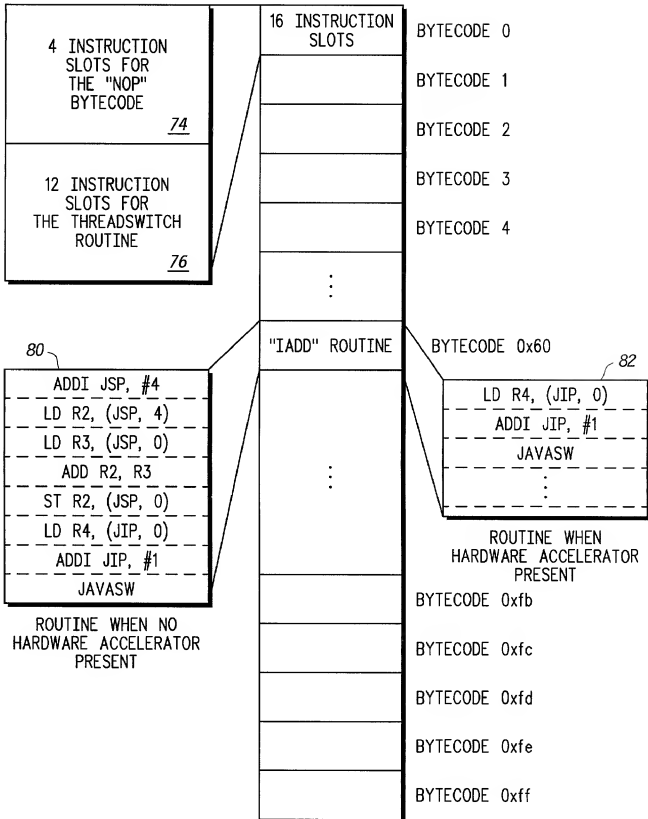 4 INSTRUCTION
SLOTS FOR
THE "NOP"
BYTECODE
74
12 INSTRUCTION
SLOTS FOR
THE THREADSWITCH
ROUTINE
76
16 INSTRUCTION
SLOTS
BYTECODE 0
BYTECODE 1
BYTECODE 2
BYTECODE 3
BYTECODE 4
⋮
"IADD" ROUTINE
BYTECODE 0x60
80
ADDI JSP, #4
LD R2, (JSP, 4)
LD R3, (JSP, 0)
ADD R2, R3
ST R2, (JSP, 0)
LD R4, (JIP, 0)
ADDI JIP, #1
JAVASW
ROUTINE WHEN NO
HARDWARE ACCELERATOR
PRESENT
⋮
82
LD R4, (JIP, 0)
ADDI JIP, #1
JAVASW
⋮
ROUTINE WHEN
HARDWARE ACCELERATOR
PRESENT
BYTECODE 0xfb
BYTECODE 0xfc
BYTECODE 0xfd
BYTECODE 0xfe
BYTECODE 0xff